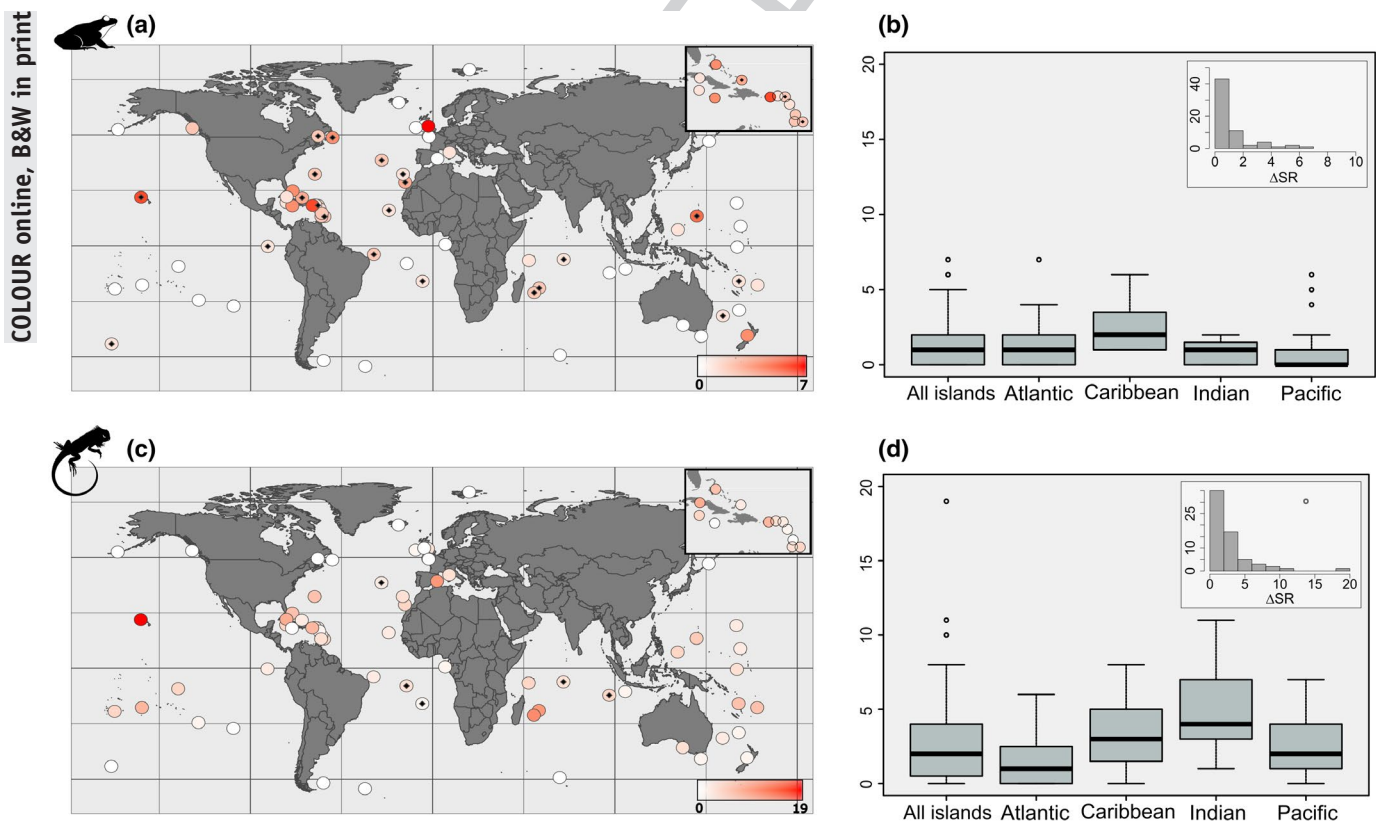 COLOUR online, B&W in print
(a)
0 7
(b)
20
15
10
5
0
All islands Atlantic Caribbean Indian Pacific
40
20
0
0 2 4 6 8 10
ΔSR
(c)
0 19
(d)
20
15
10
5
0
All islands Atlantic Caribbean Indian Pacific
25
10
0
0 5 10 15 20
ΔSR